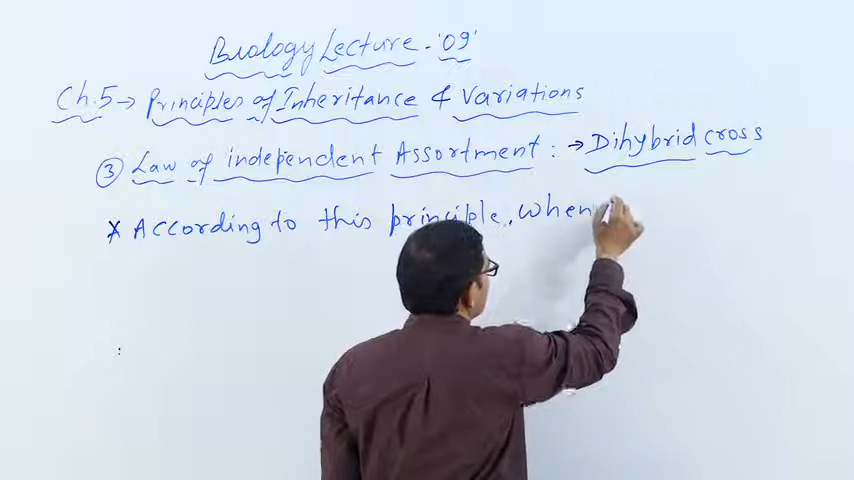 Biology Lecture - '09'
Ch.5 → Principles of Inheritance & Variations
③ Law of independent Assortment : → Dihybrid cross
* According to this principle, when